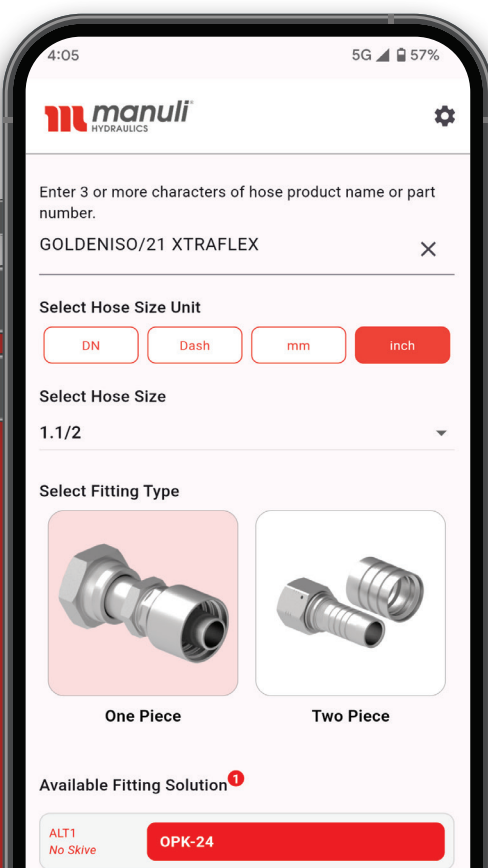 4:05 5G 57%
manuli
HYDRAULICS
Enter 3 or more characters of hose product name or part
number.
GOLDENISO/21 XTRAFLEX
Select Hose Size Unit
DN Dash mm inch
Select Hose Size
1.1/2
Select Fitting Type
One Piece Two Piece
Available Fitting Solution 1
ALT1
No Skive
OPK-24